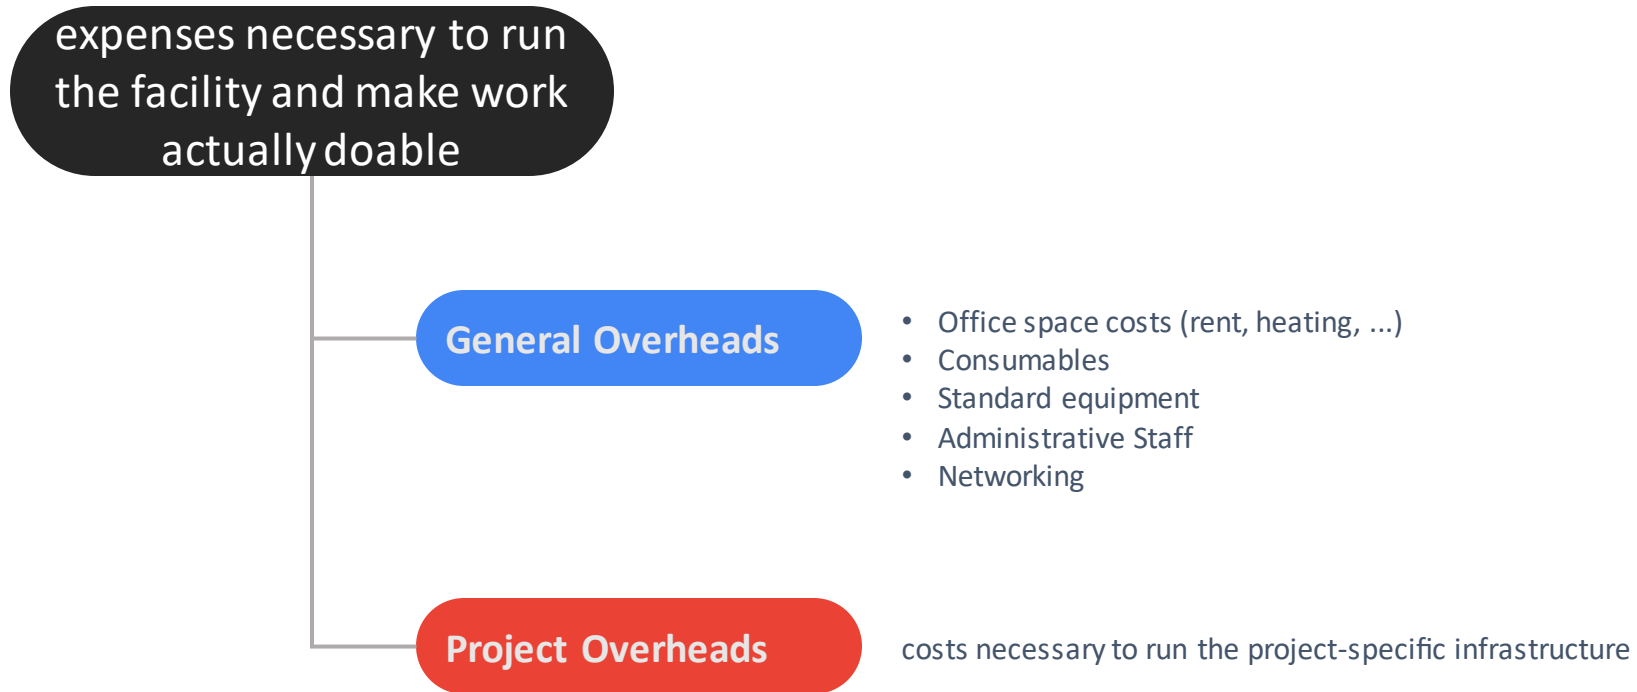 expenses necessary to run
the facility and make work
actually doable
General Overheads
• Office space costs (rent, heating, ...)
• Consumables
• Standard equipment
• Administrative Staff
• Networking
Project Overheads
costs necessary to run the project-specific infrastructure